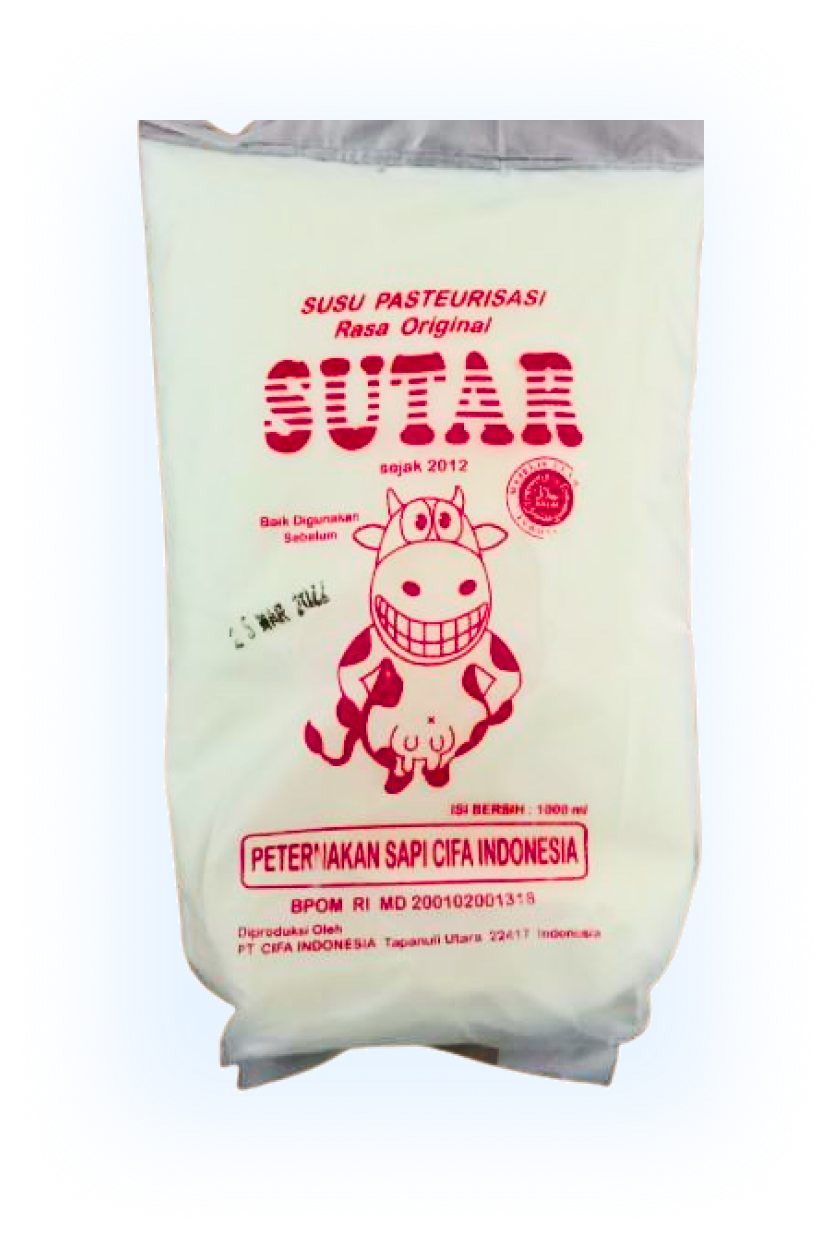 SUSU PASTEURISASI
Rasa Original
SUTAR
sejak 2012
Baik Digunakan
Sebelum
MAR
ISI BERSIH : 1000 ml
PETERNAKAN SAPI CIFA INDONESIA
BPOM RI MD 200102001318
Diproduksi Oleh
PT CIFA INDONESIA Tapanuli Utara 22417 Indonesia